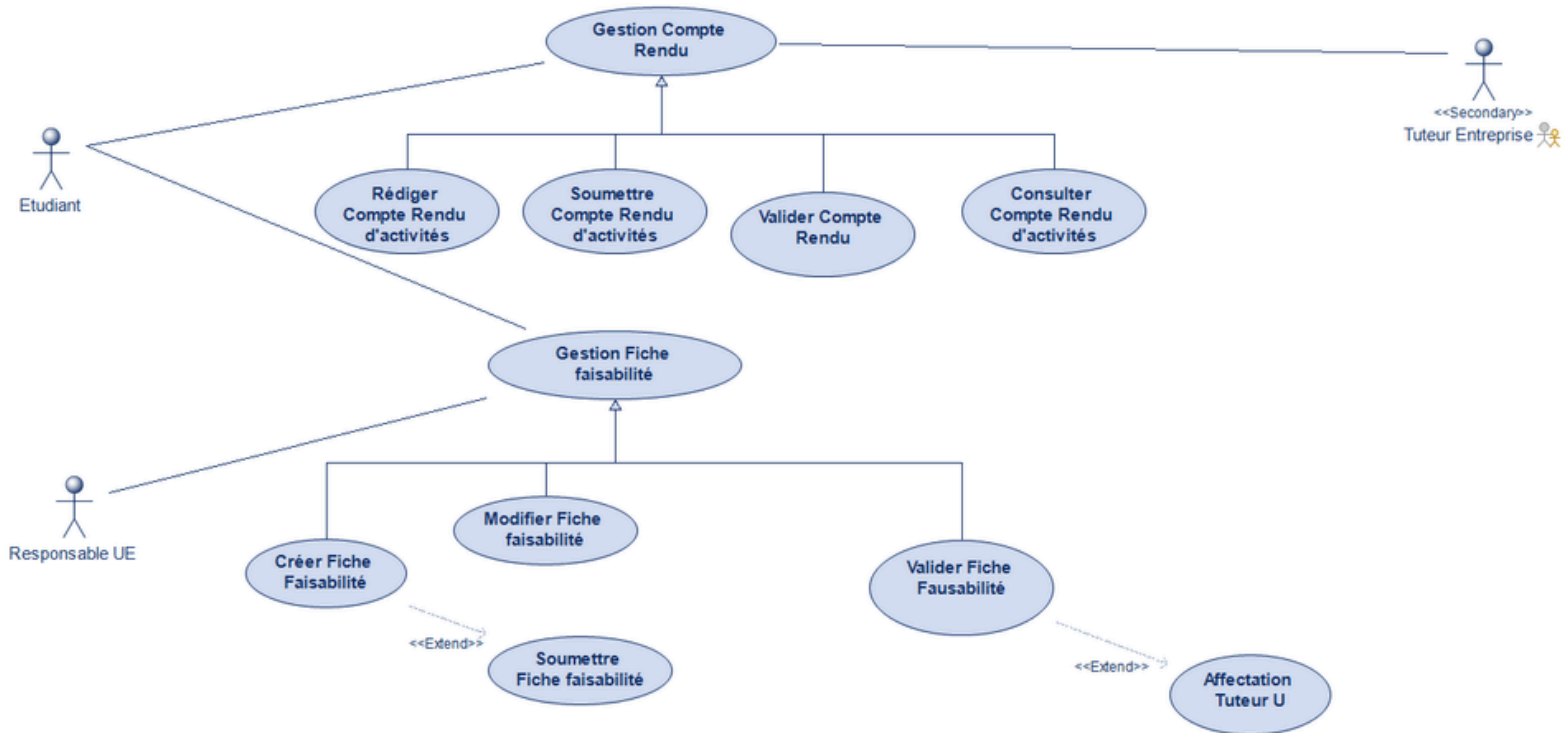 Gestion Compte
Rendu
<<Secondary>>
Tuteur Entreprise
Etudiant
Rédiger
Compte Rendu
d'activités
Soumettre
Compte Rendu
d'activités
Valider Compte
Rendu
Consulter
Compte Rendu
d'activités
Gestion Fiche
faisabilité
Responsable UE
Modifier Fiche
faisabilité
Créer Fiche
Faisabilité
Valider Fiche
Fausabilité
<<Extend>>
Soumettre
Fiche faisabilité
<<Extend>>
Affectation
Tuteur U